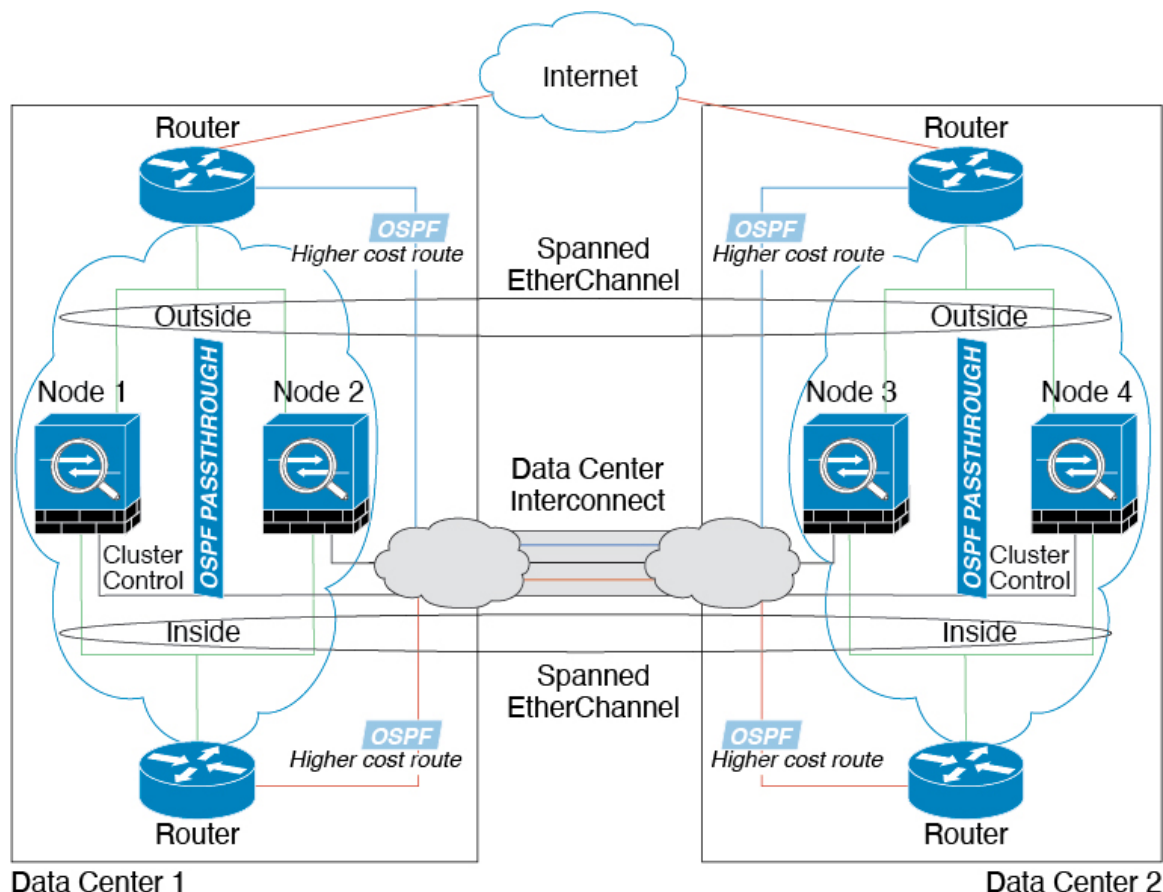 Internet
Router
Router
OSPF
Higher cost route
Spanned
EtherChannel
OSPF
Higher cost route
Outside
Outside
Node 1
OSPF PASSTHROUGH
Node 2
Node 3
OSPF PASSTHROUGH
Node 4
Data Center
Interconnect
Cluster
Control
Cluster
Control
Inside
Inside
Spanned
EtherChannel
OSPF
Higher cost route
OSPF
Higher cost route
Router
Router
Data Center 1
Data Center 2